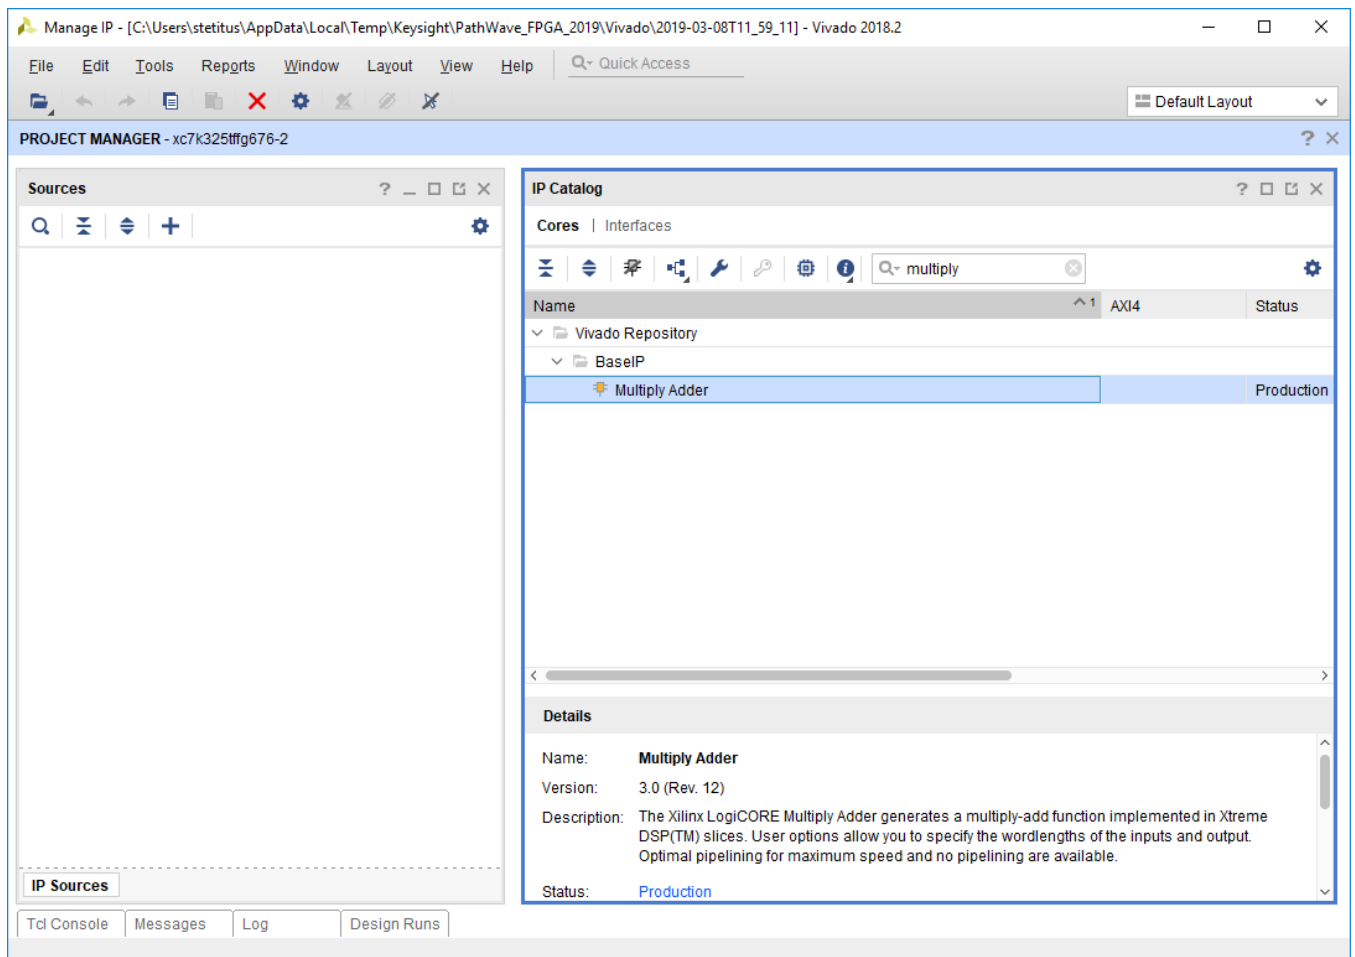 Manage IP - [C:\Users\stetitus\AppData\Local\Temp\Keysight\PathWave_FPGA_2019\Vivado\2019-03-08T11_59_11] - Vivado 2018.2
File Edit Tools Reports Window Layout View Help Quick Access
Default Layout
PROJECT MANAGER - xc7k325tffg676-2
Sources
IP Catalog
Cores | Interfaces
multiply
Name 1 AXI4 Status
Vivado Repository
BaseIP
Multiply Adder Production
Details
Name: Multiply Adder
Version: 3.0 (Rev. 12)
Description: The Xilinx LogiCORE Multiply Adder generates a multiply-add function implemented in Xtreme
DSP(TM) slices. User options allow you to specify the wordlengths of the inputs and output.
Optimal pipelining for maximum speed and no pipelining are available.
Status: Production
IP Sources
Tcl Console Messages Log Design Runs